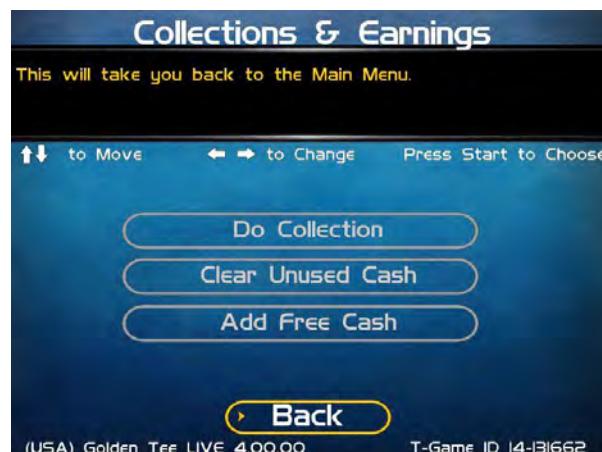 Collections & Earnings
This will take you back to the Main Menu.
to Move to Change Press Start to Choose
Do Collection
Clear Unused Cash
Add Free Cash
Back
(USA) Golden Tee LIVE 4.00.00 T-Game ID 14-131662